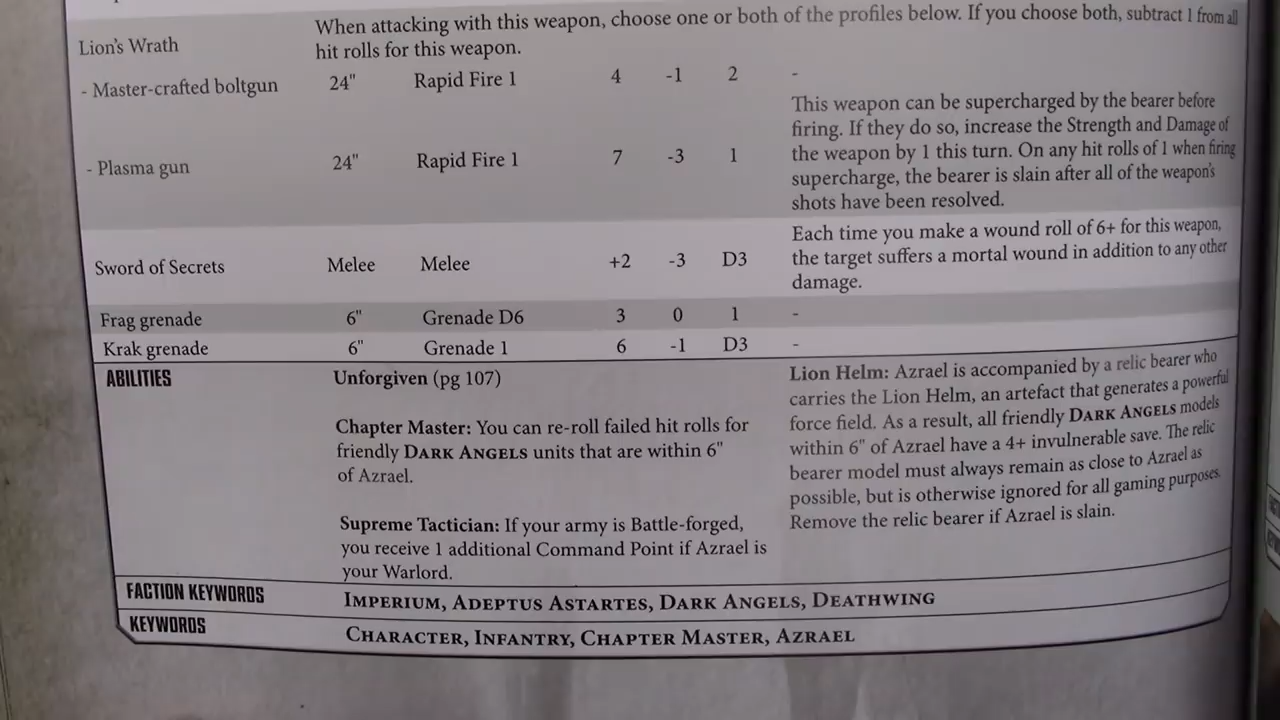 When attacking with this weapon, choose one or both of the profiles below. If you choose both, subtract 1 from all
Lion's Wrath
hit rolls for this weapon.
- Master-crafted boltgun 24" Rapid Fire 1 4 -1 2 -
- Plasma gun 24" Rapid Fire 1 7 -3 1
This weapon can be supercharged by the bearer before
firing. If they do so, increase the Strength and Damage of
the weapon by 1 this turn. On any hit rolls of 1 when firing
supercharge, the bearer is slain after all of the weapon's
shots have been resolved.
Sword of Secrets Melee Melee +2 -3 D3
Each time you make a wound roll of 6+ for this weapon,
the target suffers a mortal wound in addition to any other
damage.
Frag grenade 6" Grenade D6 3 0 1 -
Krak grenade 6" Grenade 1 6 -1 D3 -
ABILITIES
Unforgiven (pg 107)
Chapter Master: You can re-roll failed hit rolls for
friendly DARK ANGELS units that are within 6"
of Azrael.
Supreme Tactician: If your army is Battle-forged,
you receive 1 additional Command Point if Azrael is
your Warlord.
Lion Helm: Azrael is accompanied by a relic bearer who
carries the Lion Helm, an artefact that generates a powerful
force field. As a result, all friendly DARK ANGELS models
within 6" of Azrael have a 4+ invulnerable save. The relic
bearer model must always remain as close to Azrael as
possible, but is otherwise ignored for all gaming purposes.
Remove the relic bearer if Azrael is slain.
FACTION KEYWORDS IMPERIUM, ADEPTUS ASTARTES, DARK ANGELS, DEATHWING
KEYWORDS CHARACTER, INFANTRY, CHAPTER MASTER, AZRAEL